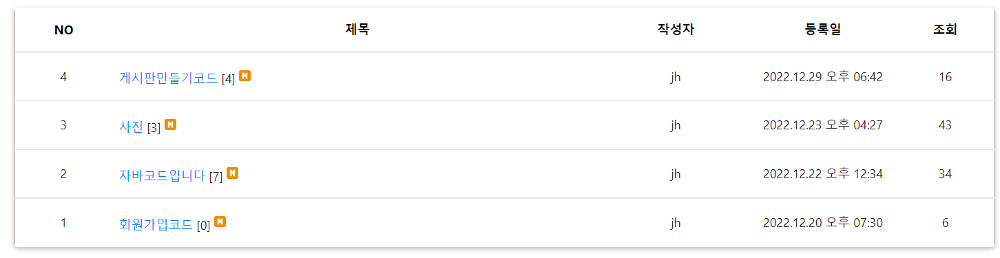 NO 제목 작성자 등록일 조회
4 게시판만들기코드 [4] N jh 2022.12.29 오후 06:42 16
3 사진 [3] N jh 2022.12.23 오후 04:27 43
2 자바코드입니다 [7] N jh 2022.12.22 오후 12:34 34
1 회원가입코드 [0] N jh 2022.12.20 오후 07:30 6